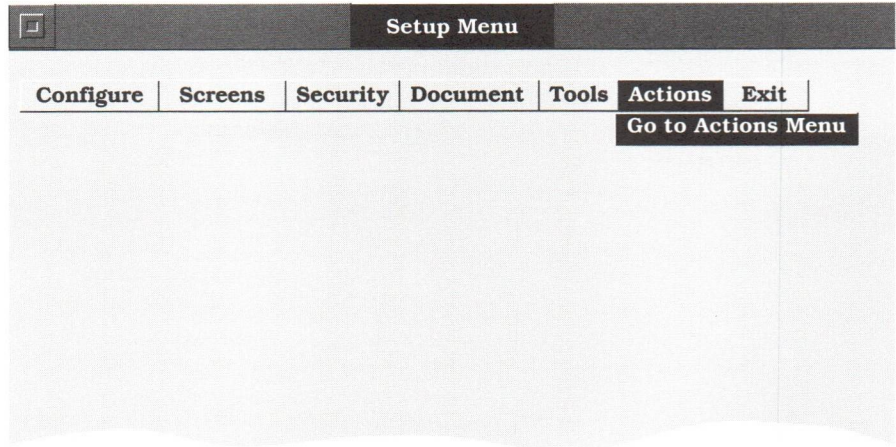 Setup Menu
Configure Screens Security Document Tools Actions Exit
Go to Actions Menu